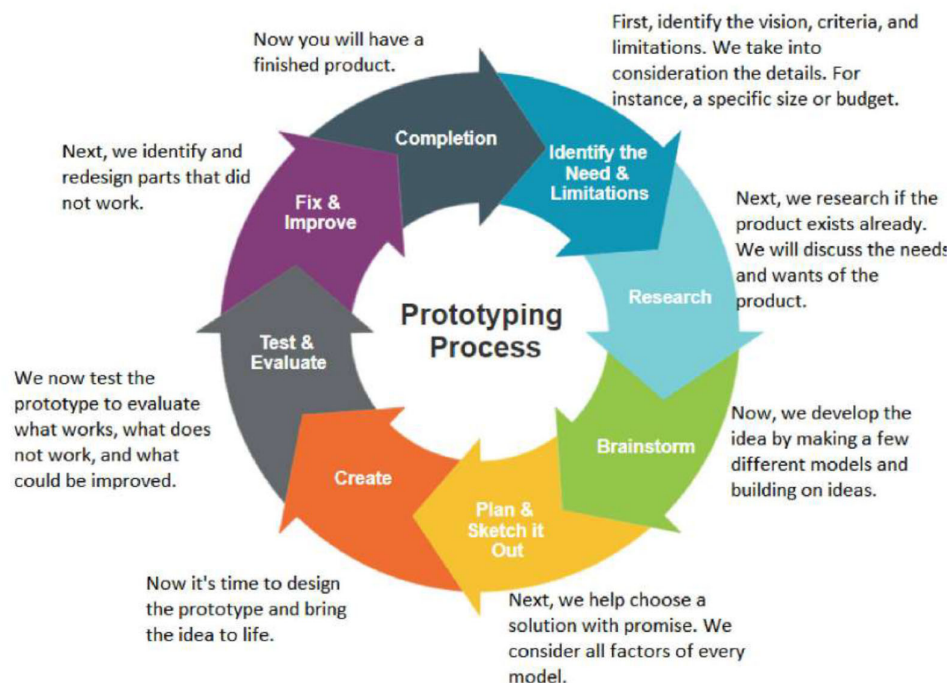 Prototyping
Process
Identify the
Need &
Limitations
First, identify the vision, criteria, and
limitations. We take into
consideration the details. For
instance, a specific size or budget.
Research
Next, we research if the
product exists already.
We will discuss the needs
and wants of the
product.
Brainstorm
Now, we develop the
idea by making a few
different models and
building on ideas.
Plan &
Sketch it
Out
Next, we help choose a
solution with promise. We
consider all factors of every
model.
Create
Now it's time to design
the prototype and bring
the idea to life.
Test &
Evaluate
We now test the
prototype to evaluate
what works, what does
not work, and what
could be improved.
Fix &
Improve
Next, we identify and
redesign parts that did
not work.
Completion
Now you will have a
finished product.